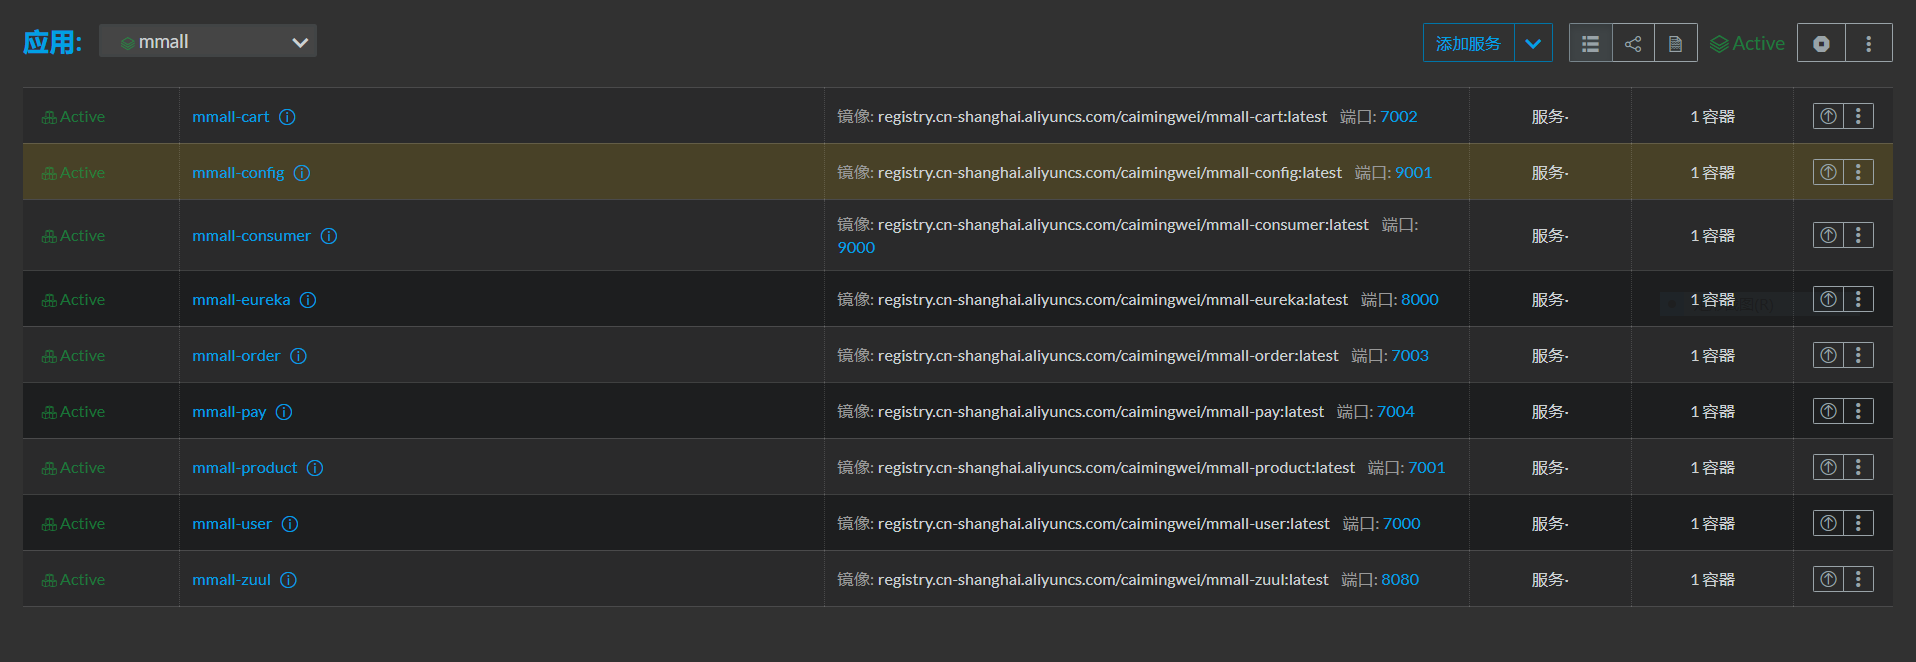 应用: mmall 添加服务 Active
Active mmall-cart 镜像: registry.cn-shanghai.aliyuncs.com/caimingwei/mmall-cart:latest 端口: 7002 服务· 1 容器
Active mmall-config 镜像: registry.cn-shanghai.aliyuncs.com/caimingwei/mmall-config:latest 端口: 9001 服务· 1 容器
Active mmall-consumer 镜像: registry.cn-shanghai.aliyuncs.com/caimingwei/mmall-consumer:latest 端口: 服务· 1 容器
9000
Active mmall-eureka 镜像: registry.cn-shanghai.aliyuncs.com/caimingwei/mmall-eureka:latest 端口: 8000 服务· 1 容器
Active mmall-order 镜像: registry.cn-shanghai.aliyuncs.com/caimingwei/mmall-order:latest 端口: 7003 服务· 1 容器
Active mmall-pay 镜像: registry.cn-shanghai.aliyuncs.com/caimingwei/mmall-pay:latest 端口: 7004 服务· 1 容器
Active mmall-product 镜像: registry.cn-shanghai.aliyuncs.com/caimingwei/mmall-product:latest 端口: 7001 服务· 1 容器
Active mmall-user 镜像: registry.cn-shanghai.aliyuncs.com/caimingwei/mmall-user:latest 端口: 7000 服务· 1 容器
Active mmall-zuul 镜像: registry.cn-shanghai.aliyuncs.com/caimingwei/mmall-zuul:latest 端口: 8080 服务· 1 容器